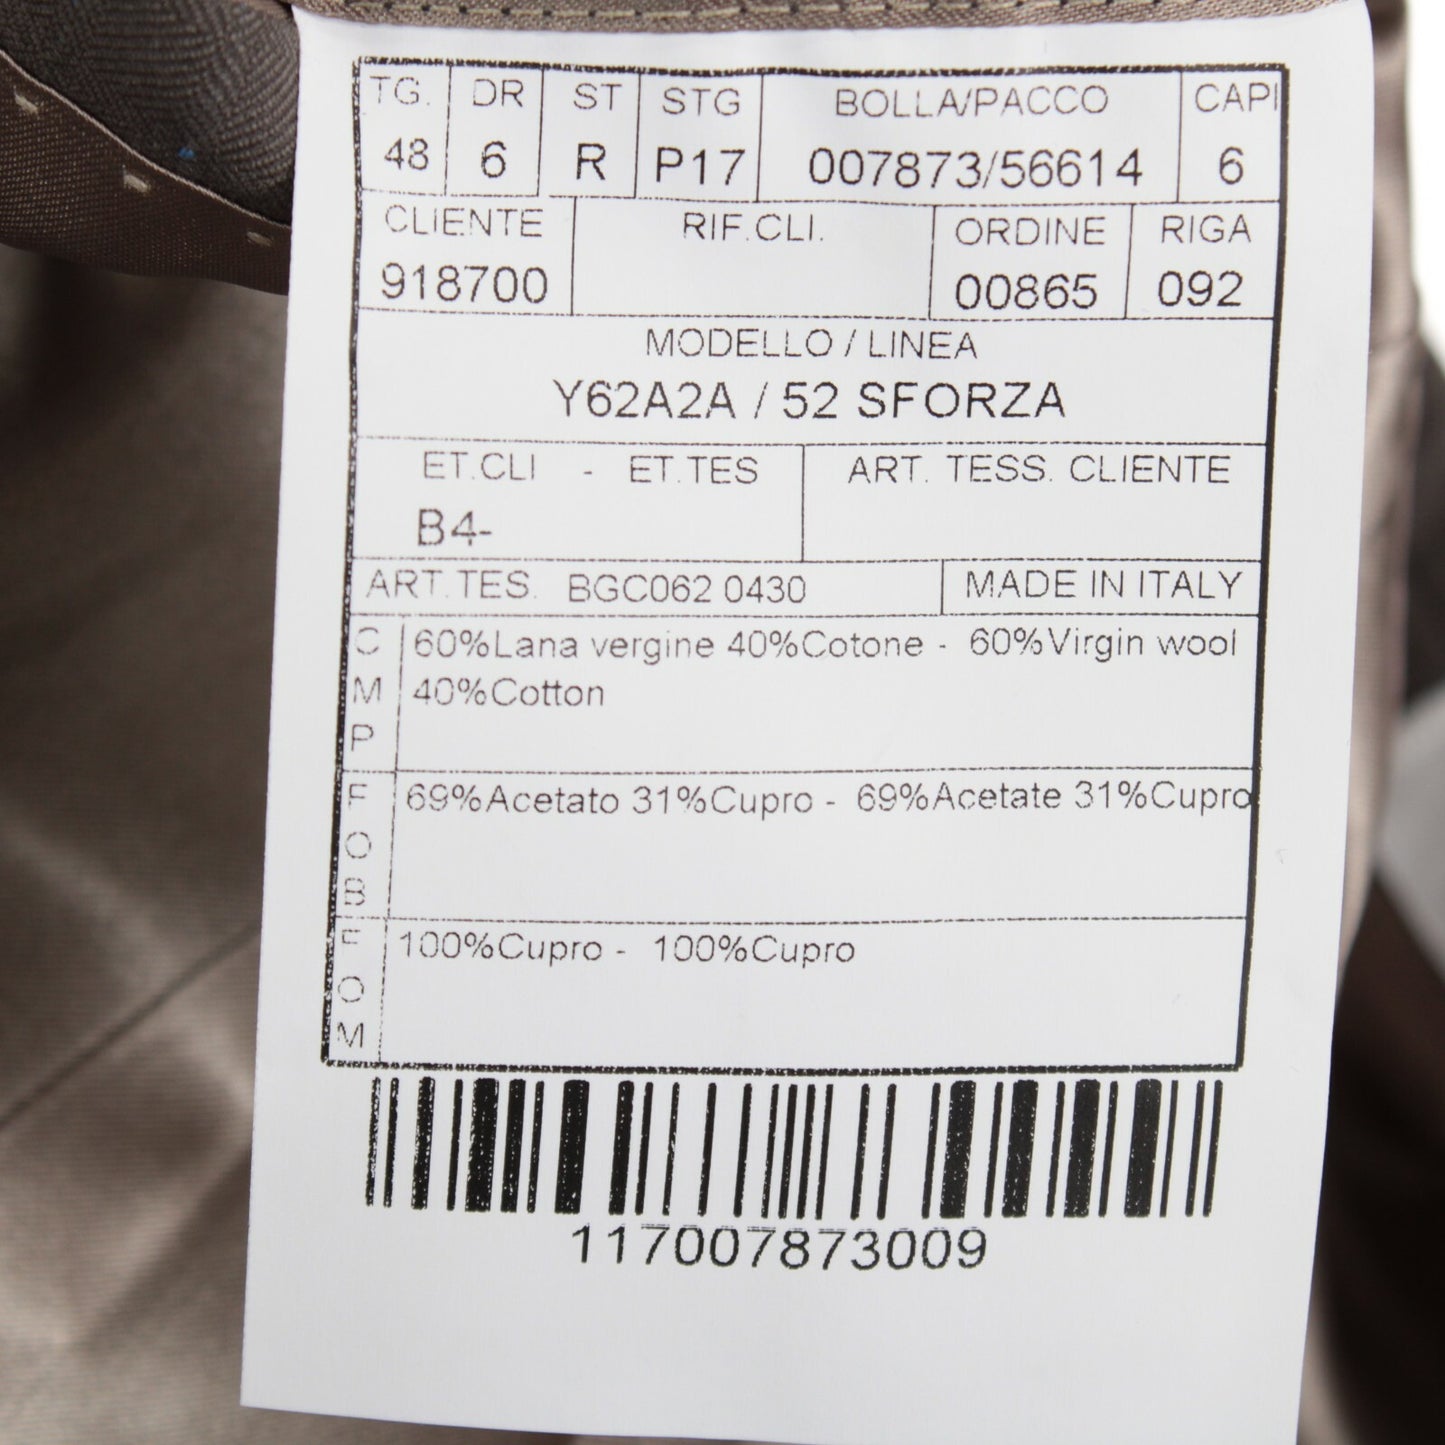 TG. DR ST STG BOLLA/PACCO CAPI
48 6 R P17 007873/56614 6
CLIENTE RIF.CLI. ORDINE RIGA
918700 00865 092
MODELLO / LINEA
Y62A2A / 52 SFORZA
ET.CLI - ET.TES ART. TESS. CLIENTE
B4-
ART.TES. BGC062 0430 MADE IN ITALY
C 60%Lana vergine 40%Cotone - 60%Virgin wool
M 40%Cotton
P
F 69%Acetato 31%Cupro - 69%Acetate 31%Cupro
O
B
F 100%Cupro - 100%Cupro
O
M
117007873009